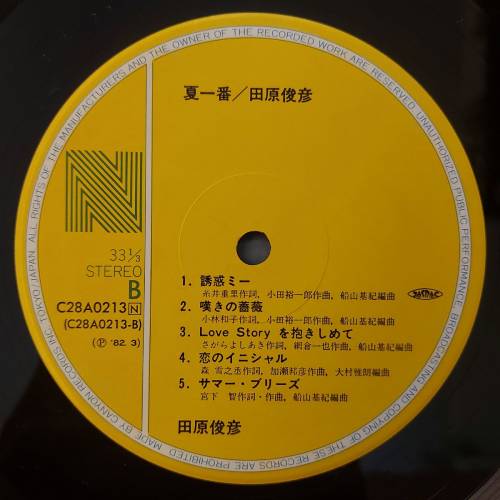 ALL RIGHTS OF THE MANUFACTURERS AND THE OWNER OF THE RECORDED WORK ARE RESERVED. UNAUTHORIZED PUBLIC PERFORMANCE BROADCASTING AND COPYING OF THESE RECORDS ARE PROHIBITED
MADE BY CANYON RECORDS INC. TOKYO/JAPAN.
夏一番/田原俊彦
N
33 1/3
STEREO
B
C28A0213 N
(C28A0213-B)
(Ⓟ '82. 3)
1. 誘惑ミー
糸井重里作詞, 小田裕一郎作曲, 船山基紀編曲
2. 嘆きの薔薇
小林和子作詞, 小田裕一郎作曲, 船山基紀編曲
3. Love Story を抱きしめて
さがらよしあき作詞, 網倉一也作曲, 船山基紀編曲
4. 恋のイニシャル
森 雪之丞作詞, 加瀬邦彦作曲, 大村雅朗編曲
5. サマー・ブリーズ
宮下 智作詞・作曲, 船山基紀編曲
田原俊彦